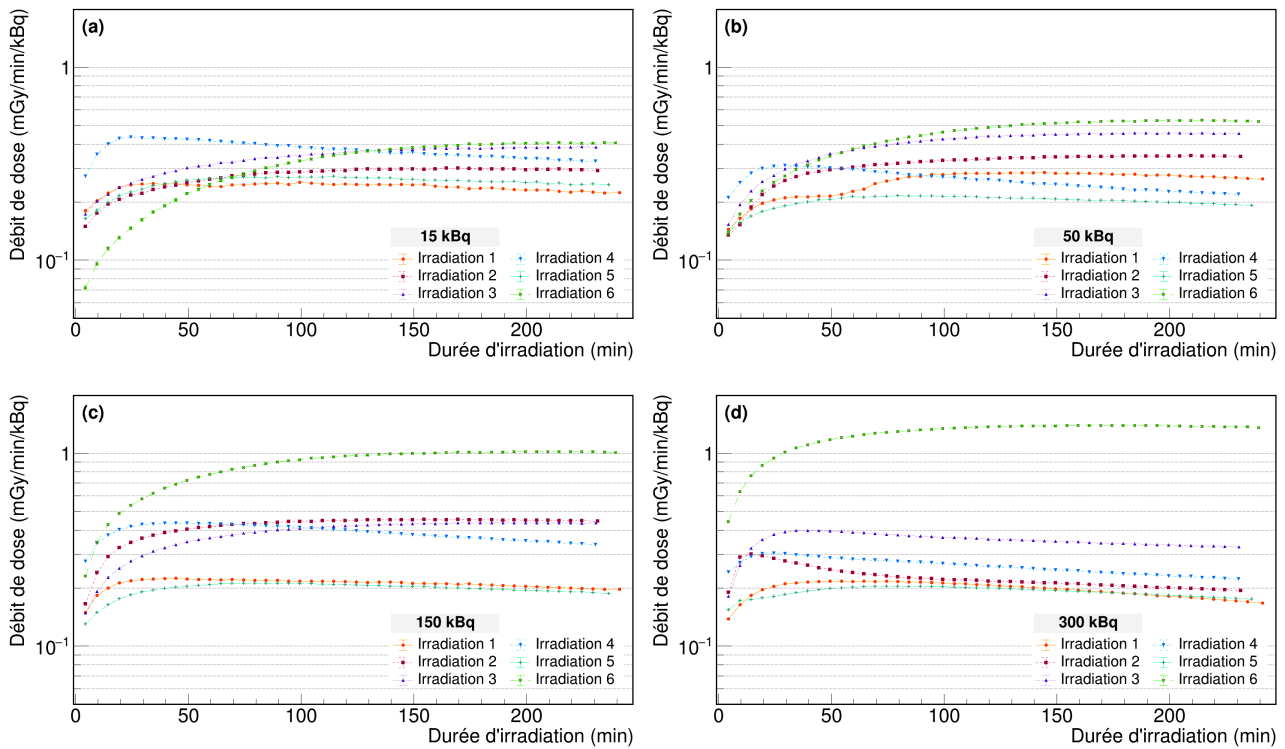 (a)
Débit de dose (mGy/min/kBq)
1
10⁻¹
15 kBq
Irradiation 1
Irradiation 4
Irradiation 2
Irradiation 5
Irradiation 3
Irradiation 6
0 50 100 150 200
Durée d'irradiation (min)
(b)
Débit de dose (mGy/min/kBq)
1
10⁻¹
50 kBq
Irradiation 1
Irradiation 4
Irradiation 2
Irradiation 5
Irradiation 3
Irradiation 6
0 50 100 150 200
Durée d'irradiation (min)
(c)
Débit de dose (mGy/min/kBq)
1
10⁻¹
150 kBq
Irradiation 1
Irradiation 4
Irradiation 2
Irradiation 5
Irradiation 3
Irradiation 6
0 50 100 150 200
Durée d'irradiation (min)
(d)
Débit de dose (mGy/min/kBq)
1
10⁻¹
300 kBq
Irradiation 1
Irradiation 4
Irradiation 2
Irradiation 5
Irradiation 3
Irradiation 6
0 50 100 150 200
Durée d'irradiation (min)